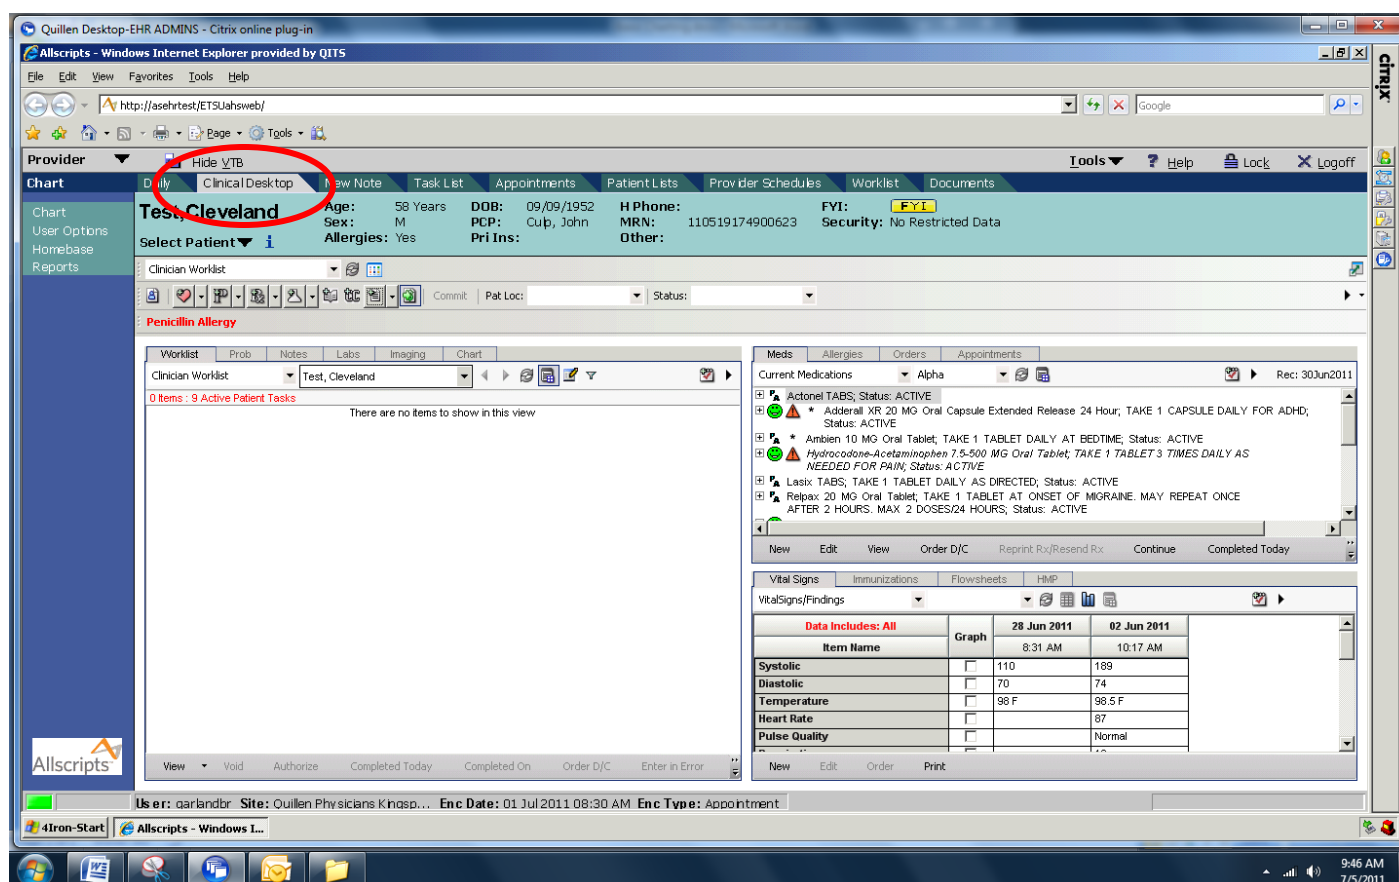 Quillen Desktop-EHR ADMINS - Citrix online plug-in
Allscripts - Windows Internet Explorer provided by QITS
File Edit View Favorites Tools Help
http://asehrtest/ETSUahsweb/ Google
Page Tools
CITRIX
Provider Hide VTB Tools Help Lock Logoff
Chart Daily Clinical Desktop New Note Task List Appointments Patient Lists Provider Schedules Worklist Documents
Chart
User Options
Homebase
Reports
Test, Cleveland Age: 58 Years DOB: 09/09/1952 H Phone: FYI: FYI
Sex: M PCP: Culp, John MRN: 110519174900623 Security: No Restricted Data
Select Patient i Allergies: Yes Pri Ins: Other:
Clinician Worklist
Commit Pat Loc: Status:
Penicillin Allergy
Worklist Prob Notes Labs Imaging Chart
Clinician Worklist Test, Cleveland
0 Items : 9 Active Patient Tasks
There are no items to show in this view
View Void Authorize Completed Today Completed On Order D/C Enter in Error
Meds Allergies Orders Appointments
Current Medications Alpha Rec: 30Jun2011
Actonel TABS; Status: ACTIVE
* Adderall XR 20 MG Oral Capsule Extended Release 24 Hour; TAKE 1 CAPSULE DAILY FOR ADHD;
Status: ACTIVE
* Ambien 10 MG Oral Tablet; TAKE 1 TABLET DAILY AT BEDTIME; Status: ACTIVE
Hydrocodone-Acetaminophen 7.5-500 MG Oral Tablet; TAKE 1 TABLET 3 TIMES DAILY AS
NEEDED FOR PAIN; Status: ACTIVE
Lasix TABS; TAKE 1 TABLET DAILY AS DIRECTED; Status: ACTIVE
Relpax 20 MG Oral Tablet; TAKE 1 TABLET AT ONSET OF MIGRAINE. MAY REPEAT ONCE
AFTER 2 HOURS. MAX 2 DOSES/24 HOURS; Status: ACTIVE
New Edit View Order D/C Reprint Rx/Resend Rx Continue Completed Today
Vital Signs Immunizations Flowsheets HMP
VitalSigns/Findings
Data Includes: All Graph 28 Jun 2011 02 Jun 2011
Item Name 8:31 AM 10:17 AM
Systolic 110 189
Diastolic 70 74
Temperature 98 F 98.5 F
Heart Rate 87
Pulse Quality Normal
New Edit Order Print
Allscripts
User: garlandbr Site: Quillen Physicians Kingsp... Enc Date: 01 Jul 2011 08:30 AM Enc Type: Appointment
4Iron-Start Allscripts - Windows I...
9:46 AM
7/5/2011